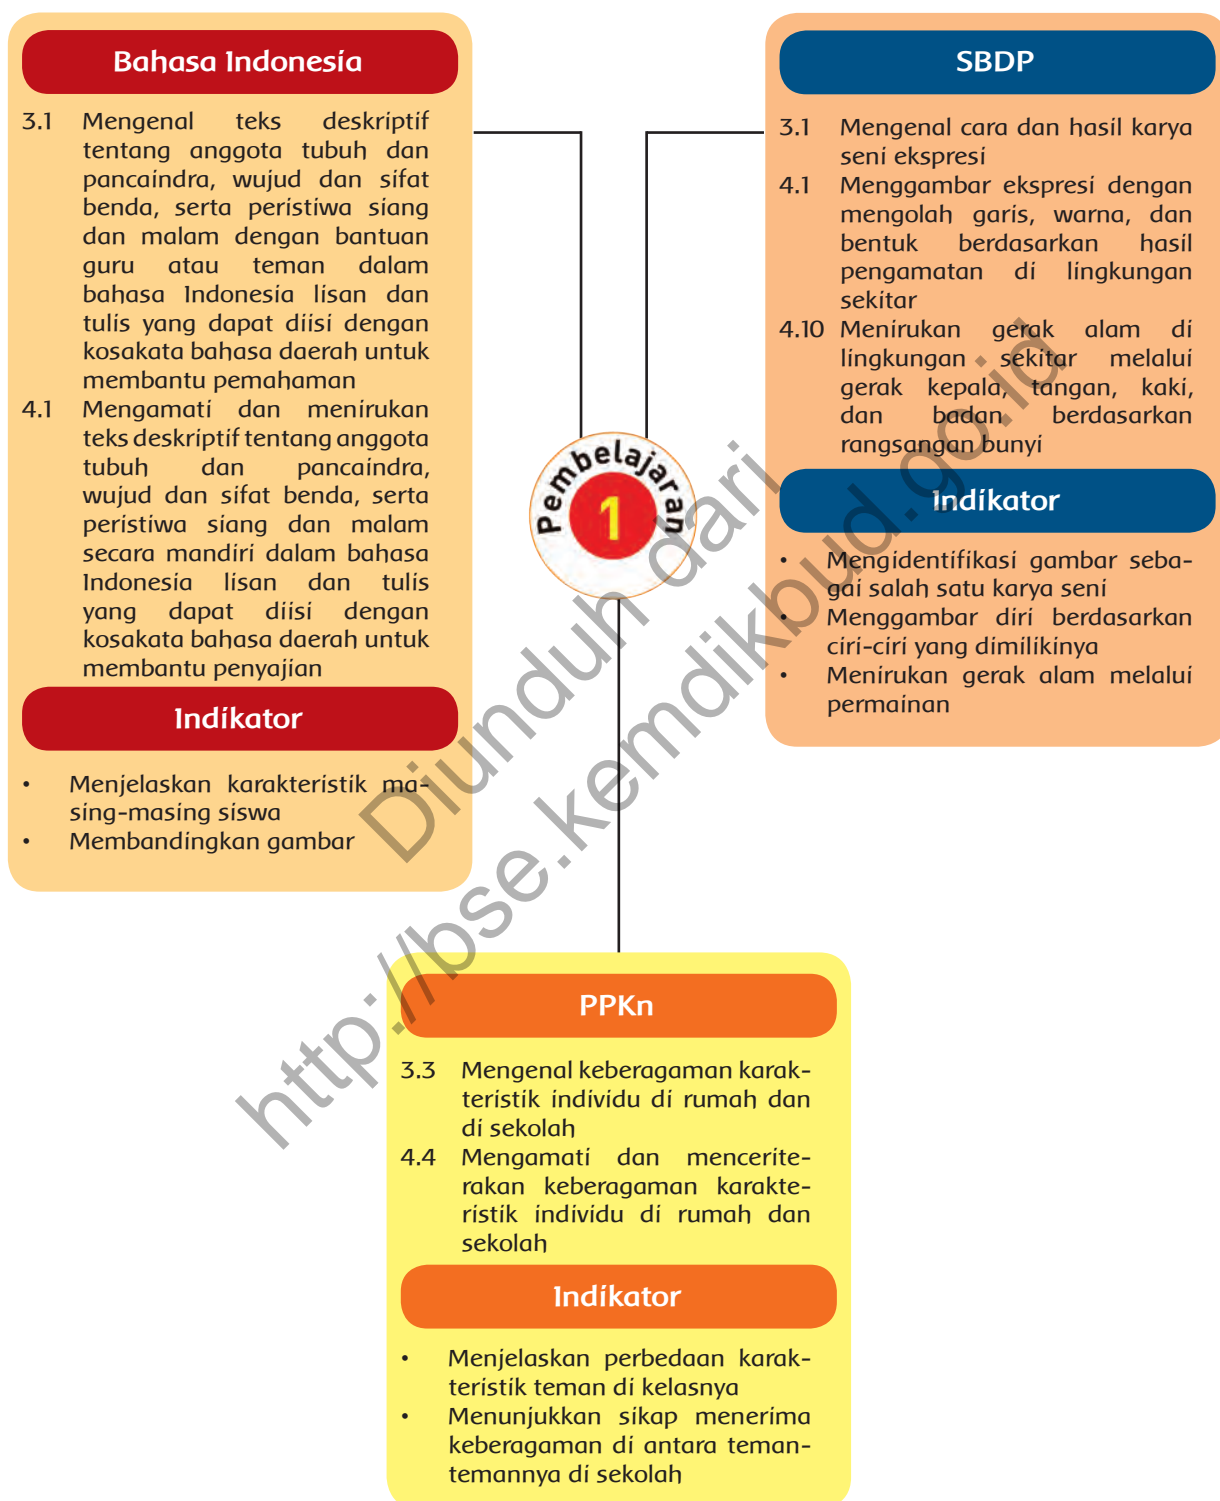 Bahasa Indonesia
3.1 Mengenal teks deskriptif
tentang anggota tubuh dan
pancaindra, wujud dan sifat
benda, serta peristiwa siang
dan malam dengan bantuan
guru atau teman dalam
bahasa Indonesia lisan dan
tulis yang dapat diisi dengan
kosakata bahasa daerah untuk
membantu pemahaman
4.1 Mengamati dan menirukan
teks deskriptif tentang anggota
tubuh dan pancaindra,
wujud dan sifat benda, serta
peristiwa siang dan malam
secara mandiri dalam bahasa
Indonesia lisan dan tulis
yang dapat diisi dengan
kosakata bahasa daerah untuk
membantu penyajian
Indikator
• Menjelaskan karakteristik ma-
sing-masing siswa
• Membandingkan gambar
SBDP
3.1 Mengenal cara dan hasil karya
seni ekspresi
4.1 Menggambar ekspresi dengan
mengolah garis, warna, dan
bentuk berdasarkan hasil
pengamatan di lingkungan
sekitar
4.10 Menirukan gerak alam di
lingkungan sekitar melalui
gerak kepala, tangan, kaki,
dan badan berdasarkan
rangsangan bunyi
Indikator
• Mengidentifikasi gambar seba-
gai salah satu karya seni
• Menggambar diri berdasarkan
ciri-ciri yang dimilikinya
• Menirukan gerak alam melalui
permainan
Pembelajaran
1
PPKn
3.3 Mengenal keberagaman karak-
teristik individu di rumah dan
di sekolah
4.4 Mengamati dan mencerite-
rakan keberagaman karakte-
ristik individu di rumah dan
sekolah
Indikator
• Menjelaskan perbedaan karak-
teristik teman di kelasnya
• Menunjukkan sikap menerima
keberagaman di antara teman-
temannya di sekolah
Diunduh dari
http://bse.kemdikbud.go.id